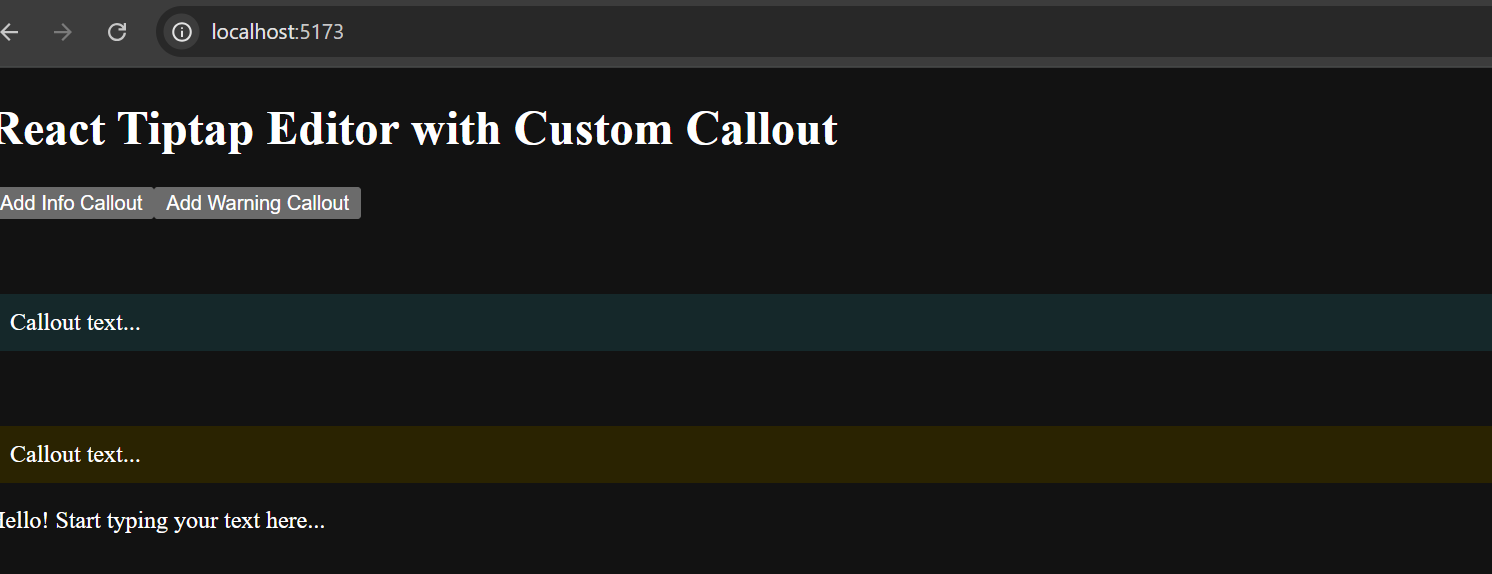 localhost:5173
React Tiptap Editor with Custom Callout
Add Info Callout Add Warning Callout
Callout text...
Callout text...
Hello! Start typing your text here...